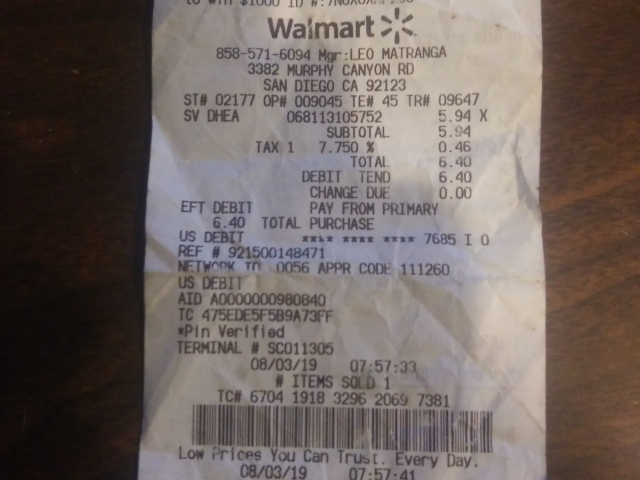 to win $1000 ID #:
Walmart
858-571-6094 Mgr:LEO MATRANGA
3382 MURPHY CANYON RD
SAN DIEGO CA 92123
ST# 02177 OP# 009045 TE# 45 TR# 09647
SV DHEA 068113105752 5.94 X
SUBTOTAL 5.94
TAX 1 7.750 % 0.46
TOTAL 6.40
DEBIT TEND 6.40
CHANGE DUE 0.00
EFT DEBIT PAY FROM PRIMARY
6.40 TOTAL PURCHASE
US DEBIT **** **** **** 7685 I 0
REF # 921500148471
NETWORK ID. 0056 APPR CODE 111260
US DEBIT
AID A0000000980840
TC 475EDE5F5B9A73FF
*Pin Verified
TERMINAL # SC011305
08/03/19 07:57:33
# ITEMS SOLD 1
TC# 6704 1918 3296 2069 7381
Low Prices You Can Trust. Every Day.
08/03/19 07:57:41